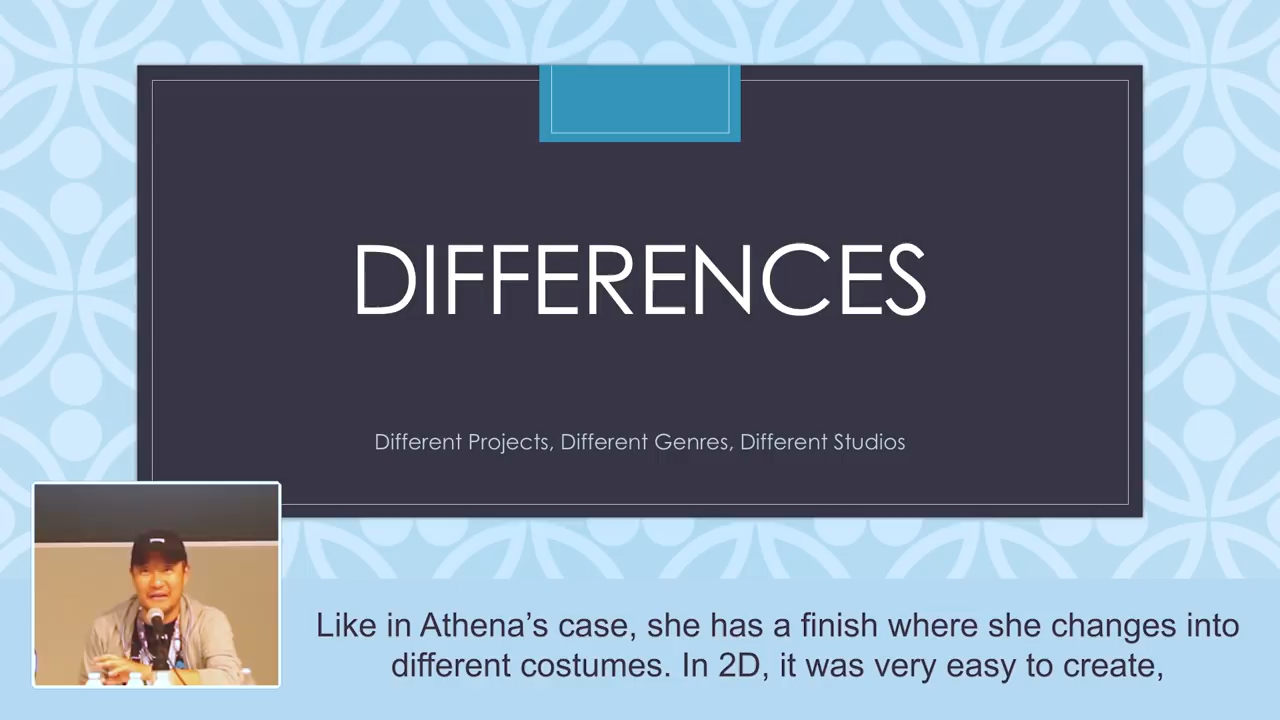 DIFFERENCES
Different Projects, Different Genres, Different Studios
Like in Athena’s case, she has a finish where she changes into
different costumes. In 2D, it was very easy to create,